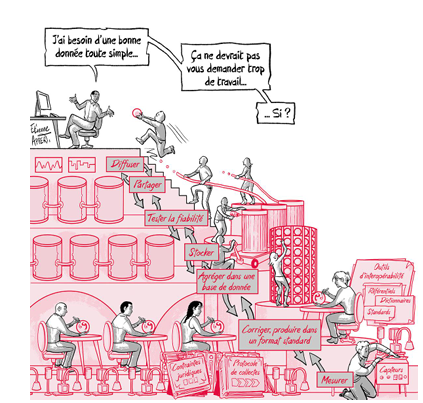 J'ai besoin d'une bonne
donnée toute simple...
Ça ne devrait pas
vous demander trop
de travail...
... Si ?
Étienne
APPERT
Diffuser
Partager
Tester la fiabilité
Stocker
Agréger dans une
base de donnée
Corriger, produire dans
un format standard
Mesurer
Outils
d'interopérabilité
Référentiels
Dictionnaires
Standards
Contraintes
juridiques
Protocole
de collecte
Capteurs